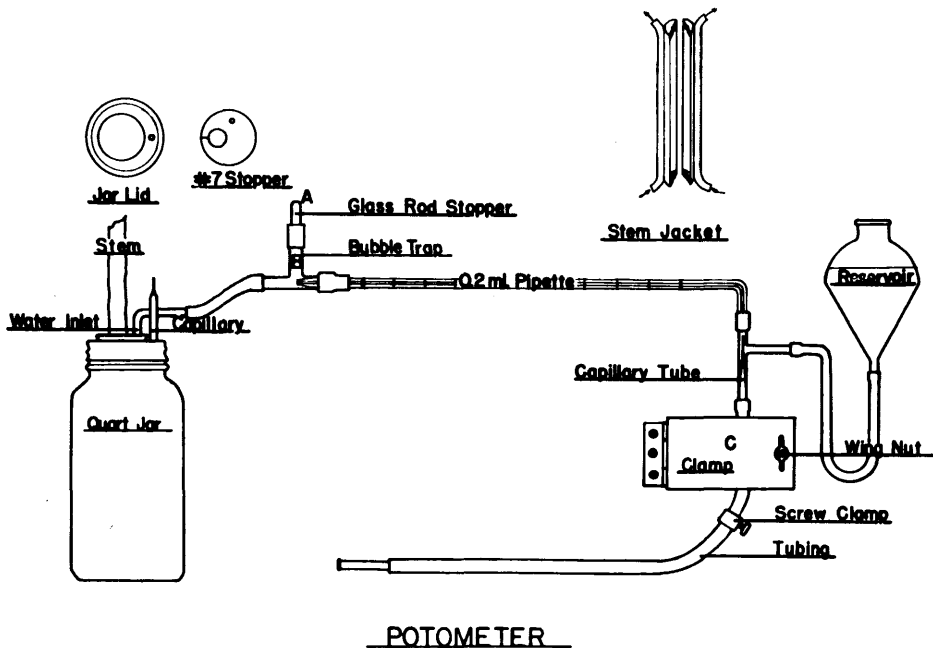 Jar Lid
#7 Stopper
A
Glass Rod Stopper
Bubble Trap
Stem Jacket
Stem
0.2 ml. Pipette
Reservoir
Water Inlet
Capillary
Capillary Tube
Quart Jar
C
Clamp
Wing Nut
Screw Clamp
Tubing
POTOMETER